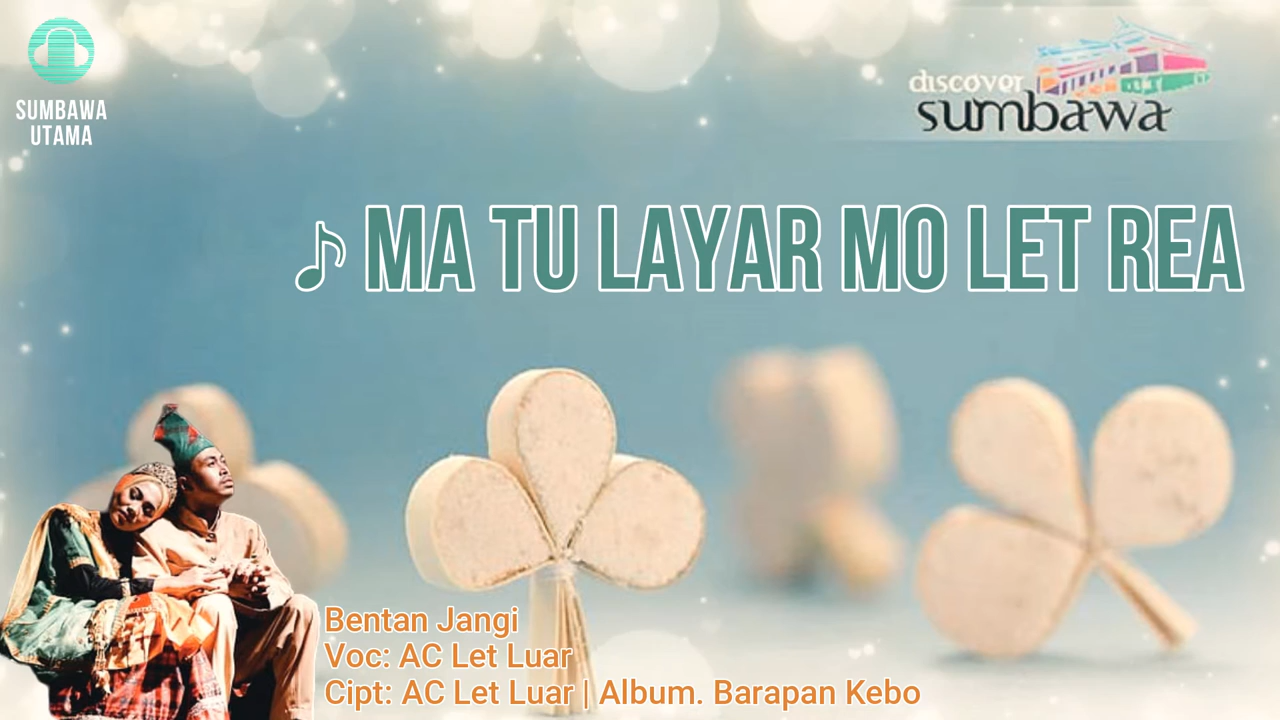 SUMBAWA
UTAMA
discover
sumbawa
♪ MA TU LAYAR MO LET REA
Bentan Jangi
Voc: AC Let Luar
Cipt: AC Let Luar | Album. Barapan Kebo